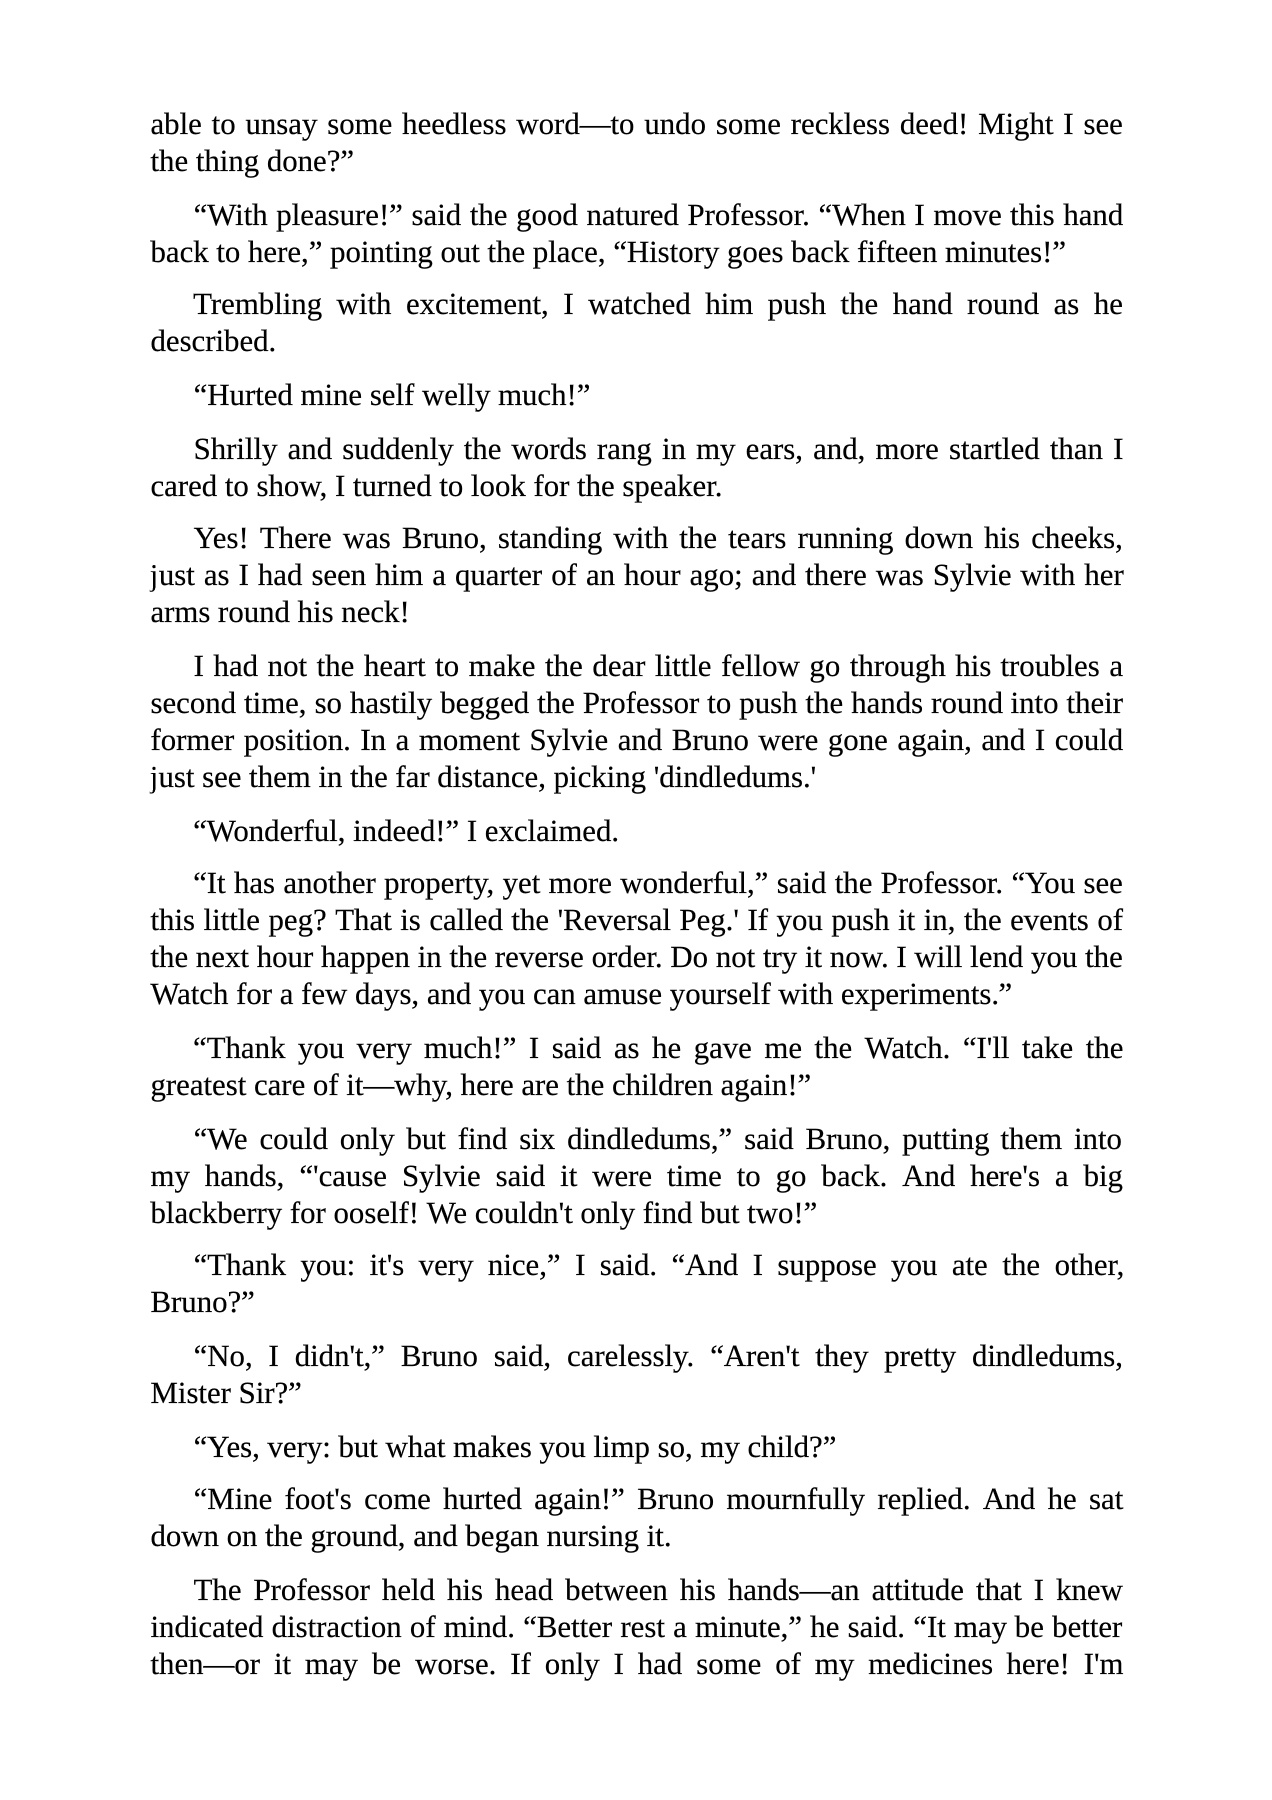 able to unsay some heedless word—to undo some reckless deed! Might I see
the thing done?”
“With pleasure!” said the good natured Professor. “When I move this hand
back to here,” pointing out the place, “History goes back fifteen minutes!”
Trembling with excitement, I watched him push the hand round as he
described.
“Hurted mine self welly much!”
Shrilly and suddenly the words rang in my ears, and, more startled than I
cared to show, I turned to look for the speaker.
Yes! There was Bruno, standing with the tears running down his cheeks,
just as I had seen him a quarter of an hour ago; and there was Sylvie with her
arms round his neck!
I had not the heart to make the dear little fellow go through his troubles a
second time, so hastily begged the Professor to push the hands round into their
former position. In a moment Sylvie and Bruno were gone again, and I could
just see them in the far distance, picking 'dindledums.'
“Wonderful, indeed!” I exclaimed.
“It has another property, yet more wonderful,” said the Professor. “You see
this little peg? That is called the 'Reversal Peg.' If you push it in, the events of
the next hour happen in the reverse order. Do not try it now. I will lend you the
Watch for a few days, and you can amuse yourself with experiments.”
“Thank you very much!” I said as he gave me the Watch. “I'll take the
greatest care of it—why, here are the children again!”
“We could only but find six dindledums,” said Bruno, putting them into
my hands, “'cause Sylvie said it were time to go back. And here's a big
blackberry for ooself! We couldn't only find but two!”
“Thank you: it's very nice,” I said. “And I suppose you ate the other,
Bruno?”
“No, I didn't,” Bruno said, carelessly. “Aren't they pretty dindledums,
Mister Sir?”
“Yes, very: but what makes you limp so, my child?”
“Mine foot's come hurted again!” Bruno mournfully replied. And he sat
down on the ground, and began nursing it.
The Professor held his head between his hands—an attitude that I knew
indicated distraction of mind. “Better rest a minute,” he said. “It may be better
then—or it may be worse. If only I had some of my medicines here! I'm